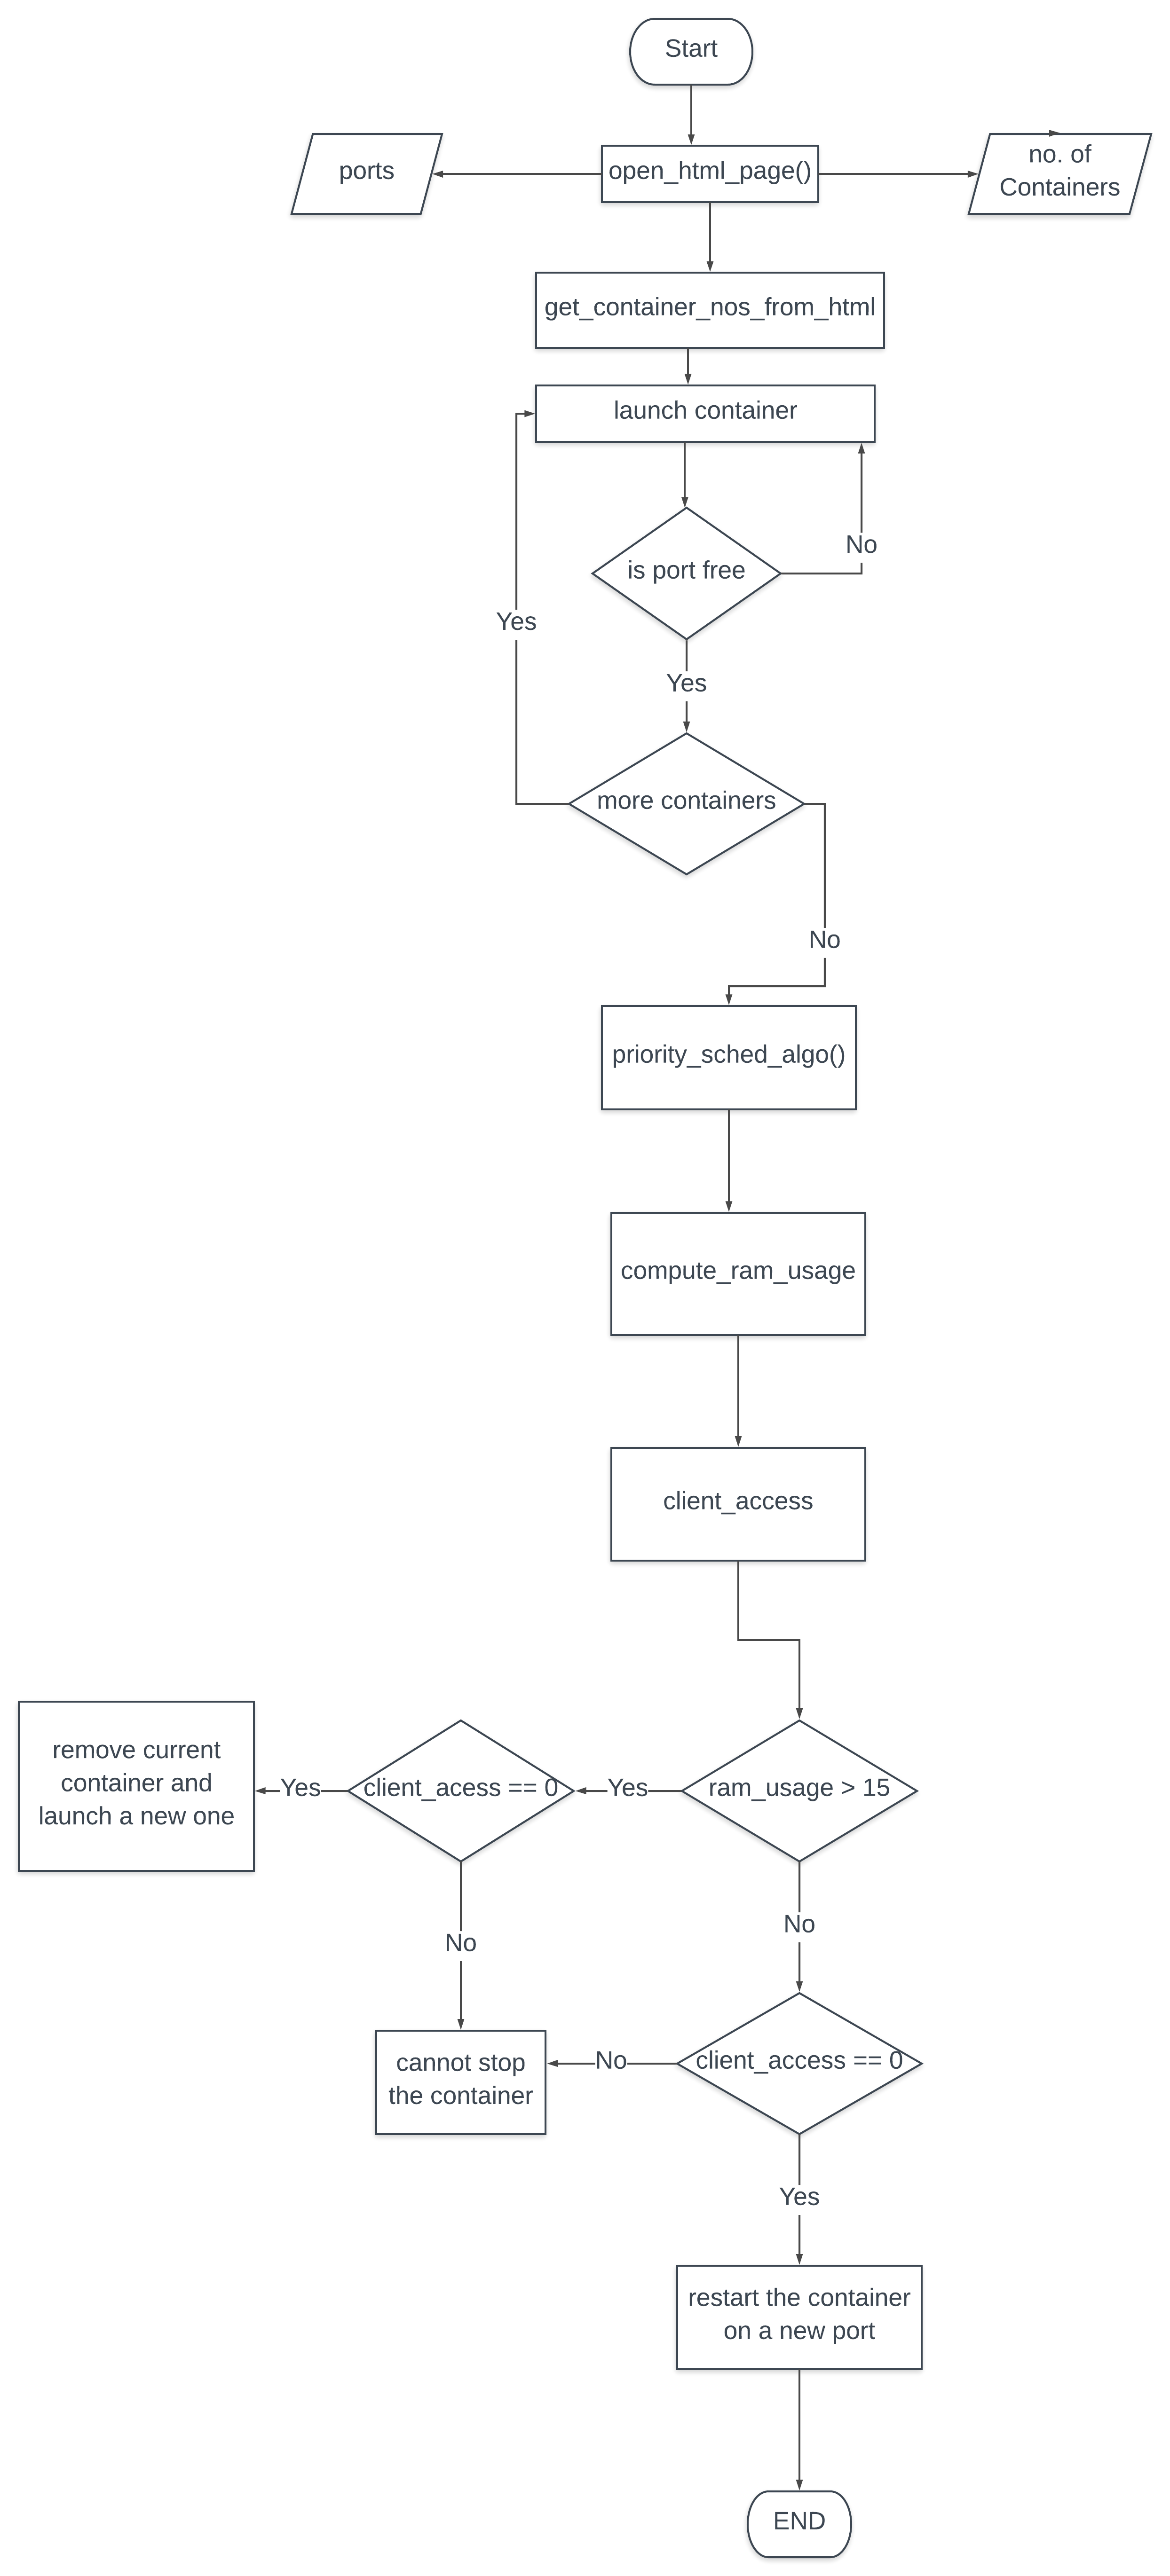 Start
ports
open_html_page()
no. of
Containers
get_container_nos_from_html
launch container
is port free
No
Yes
Yes
more containers
No
priority_sched_algo()
compute_ram_usage
client_access
remove current
container and
launch a new one
Yes
client_acess == 0
Yes
ram_usage > 15
No
No
cannot stop
the container
No
client_access == 0
Yes
restart the container
on a new port
END